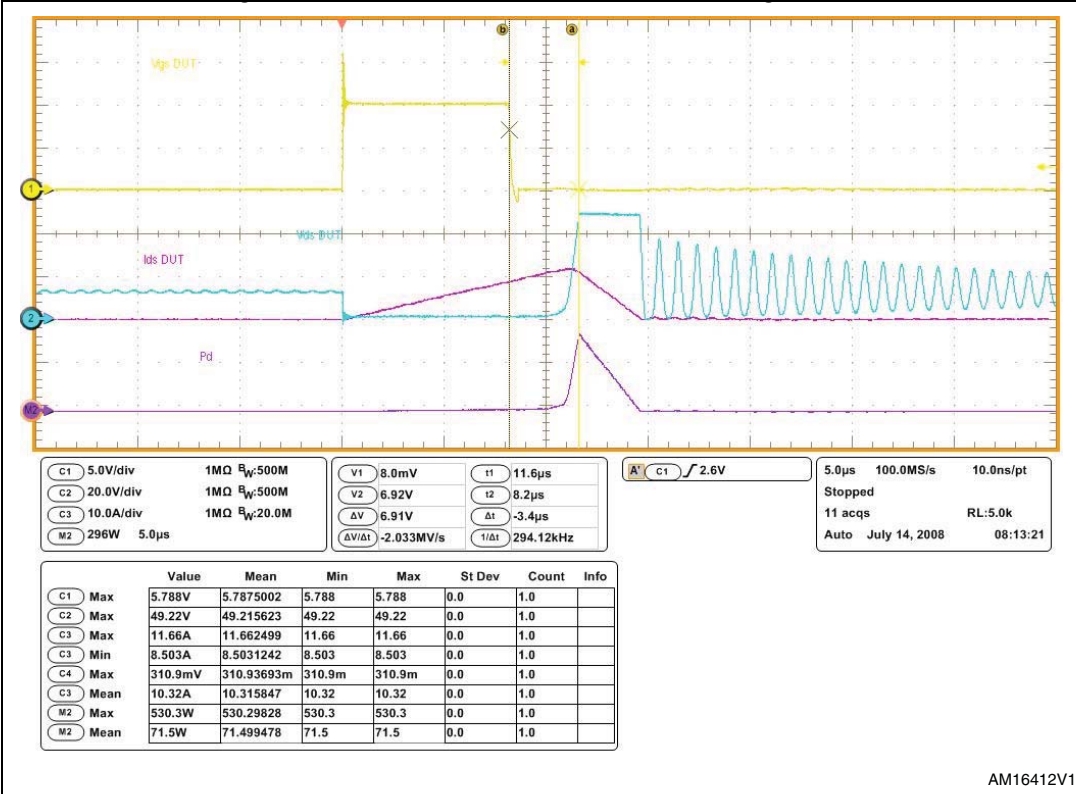 b a
Vgs DUT
1
Vds DUT
Ids DUT
2
Pd
M2
C1 5.0V/div 1MΩ BW:500M
C2 20.0V/div 1MΩ BW:500M
C3 10.0A/div 1MΩ BW:20.0M
M2 296W 5.0µs
V1 8.0mV t1 11.6µs
V2 6.92V t2 8.2µs
ΔV 6.91V Δt -3.4µs
ΔV/Δt -2.033MV/s 1/Δt 294.12kHz
A' C1 2.6V
5.0µs 100.0MS/s 10.0ns/pt
Stopped
11 acqs RL:5.0k
Auto July 14, 2008 08:13:21
Value Mean Min Max St Dev Count Info
C1 Max 5.788V 5.7875002 5.788 5.788 0.0 1.0
C2 Max 49.22V 49.215623 49.22 49.22 0.0 1.0
C3 Max 11.66A 11.662499 11.66 11.66 0.0 1.0
C3 Min 8.503A 8.5031242 8.503 8.503 0.0 1.0
C4 Max 310.9mV 310.93693m 310.9m 310.9m 0.0 1.0
C3 Mean 10.32A 10.315847 10.32 10.32 0.0 1.0
M2 Max 530.3W 530.29828 530.3 530.3 0.0 1.0
M2 Mean 71.5W 71.499478 71.5 71.5 0.0 1.0
AM16412V1